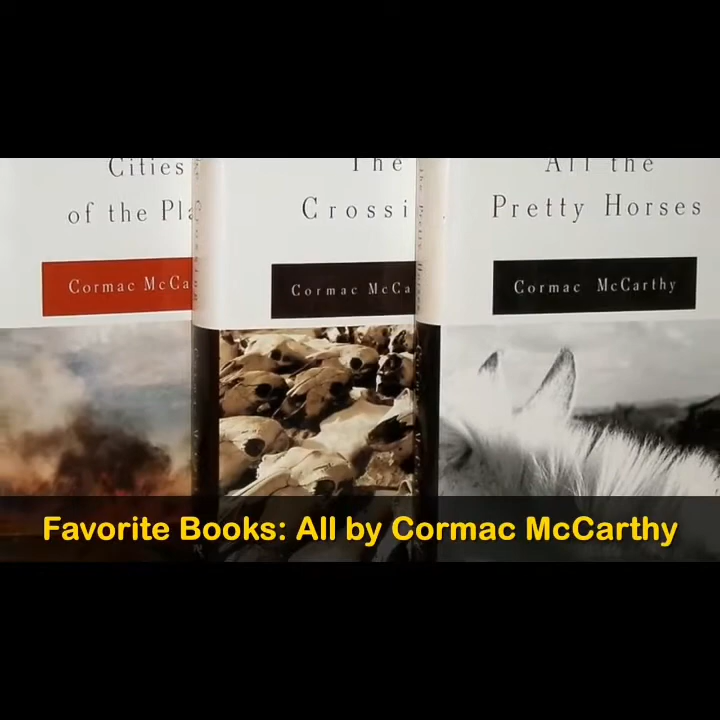 Cities
of the Pla
Cormac McCa
The
Crossi
Cormac McCa
All the
Pretty Horses
Cormac McCarthy
Favorite Books: All by Cormac McCarthy